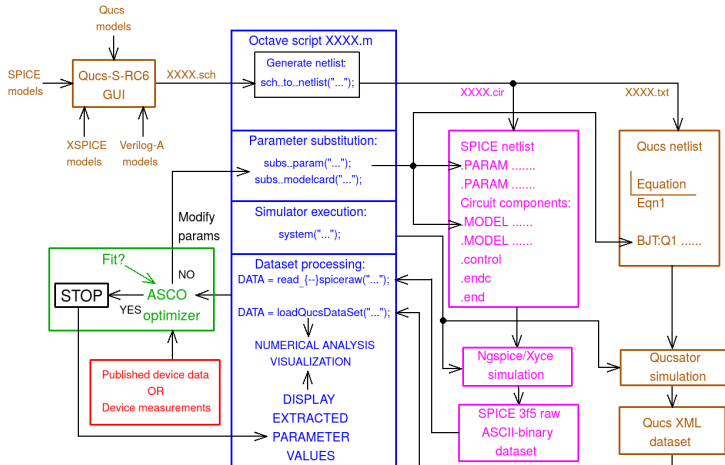 Qucs
models
SPICE
models
Qucs-S-RC6
GUI
XXXX.sch
XSPICE
models
Verilog-A
models
Octave script XXXX.m
Generate netlist:
sch_to_netlist("...");
Parameter substitution:
subs_param("...");
subs_modelcard("...");
Simulator execution:
system("...");
Dataset processing:
DATA = read_{--}spiceraw("...");
DATA = loadQucsDataSet("...");
NUMERICAL ANALYSIS
VISUALIZATION
DISPLAY
EXTRACTED
PARAMETER
VALUES
Modify
params
Fit?
NO
STOP
YES
ASCO
optimizer
Published device data
OR
Device measurements
XXXX.cir
SPICE netlist
.PARAM .......
.PARAM .......
Circuit components:
.MODEL ......
.MODEL ......
.control
.endc
.end
Ngspice/Xyce
simulation
SPICE 3f5 raw
ASCII-binary
dataset
XXXX.txt
Qucs netlist
Equation
Eqn1
BJT:Q1 ......
Qucsator
simulation
Qucs XML
dataset